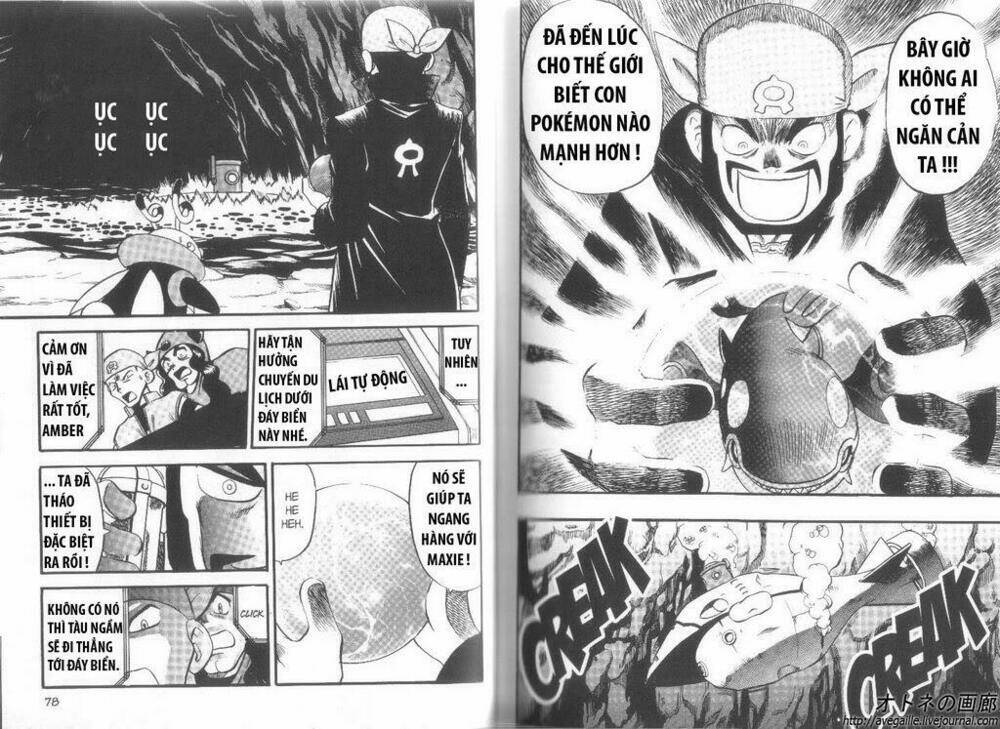 ĐÃ ĐẾN LÚC
CHO THẾ GIỚI
BIẾT CON
POKÉMON NÀO
MẠNH HƠN !
BÂY GIỜ
KHÔNG AI
CÓ THỂ
NGĂN CẢN
TA !!!
CREAK
CREAK
オトネの画廊
http://avegaille.livejournal.com/
ỤC ỤC
ỤC ỤC
CẢM ƠN
VÌ ĐÃ
LÀM VIỆC
RẤT TỐT,
AMBER
HÃY TẬN
HƯỞNG
CHUYẾN DU
LỊCH DƯỚI
ĐÁY BIỂN
NÀY NHÉ.
LÁI TỰ ĐỘNG
TUY
NHIÊN
...
... TA ĐÃ
THÁO
THIẾT BỊ
ĐẶC BIỆT
RA RỒI !
HE
HE
HEH.
NÓ SẼ
GIÚP TA
NGANG
HÀNG VỚI
MAXIE !
KHÔNG CÓ NÓ
THÌ TÀU NGẦM
SẼ ĐI THẲNG
TỚI ĐÁY BIỂN.
CLICK.
78